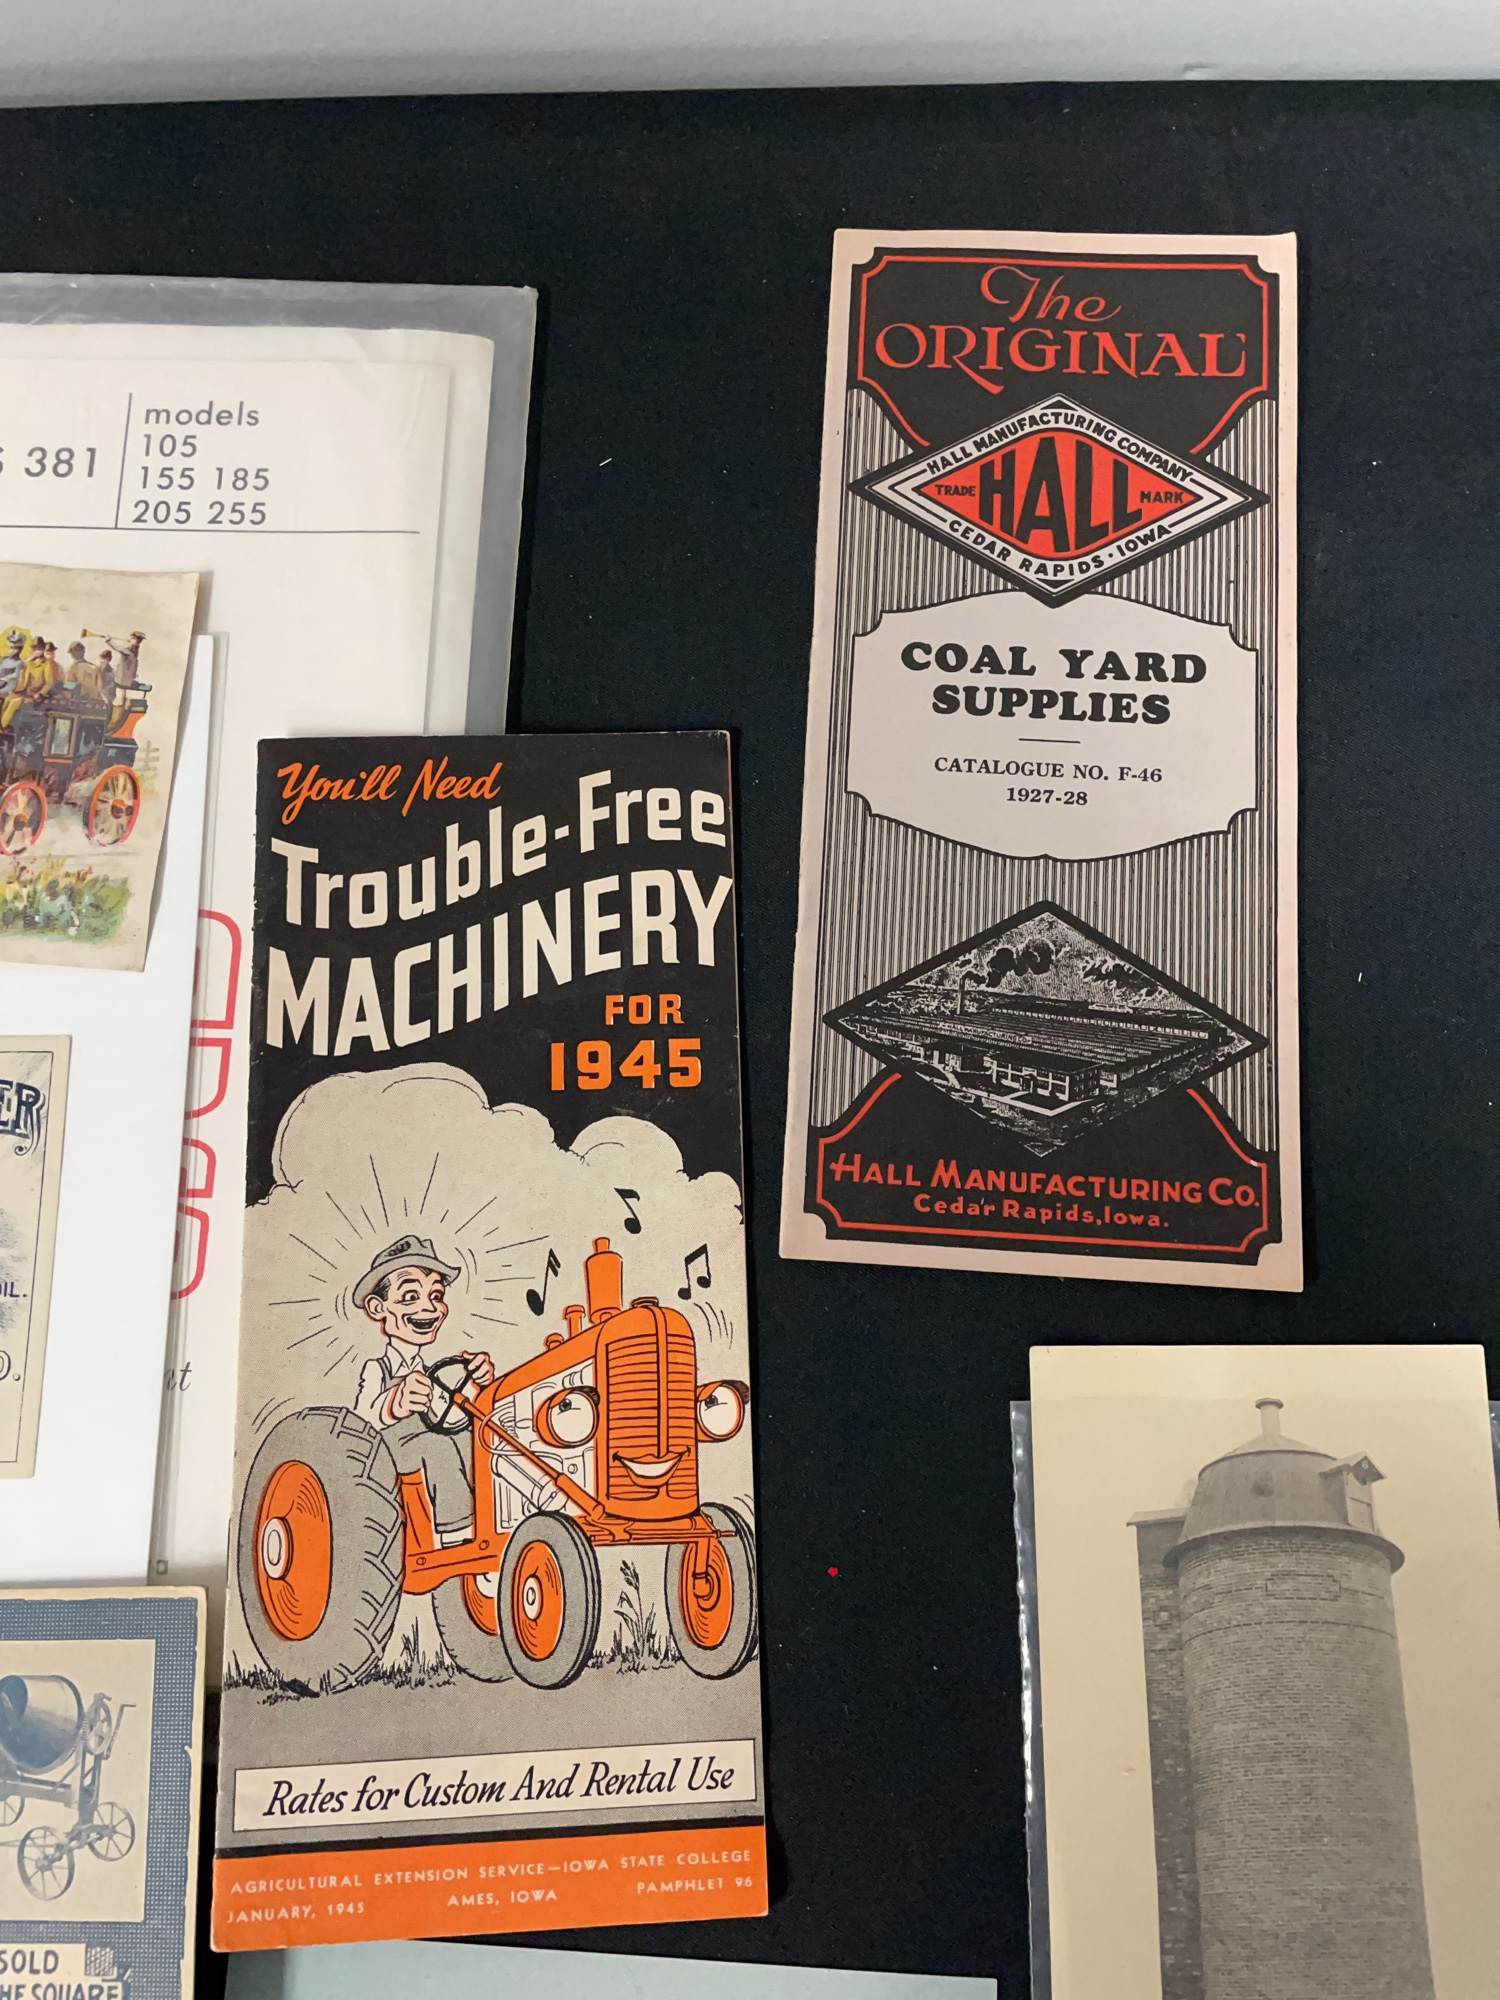 381
models
105
155 185
205 255
The
ORIGINAL
HALL MANUFACTURING COMPANY
TRADE HALL MARK
CEDAR RAPIDS · IOWA
COAL YARD
SUPPLIES
CATALOGUE NO. F-46
1927-28
HALL MANUFACTURING CO.
Cedar Rapids, Iowa.
You'll Need
Trouble-Free
MACHINERY
FOR
1945
Rates for Custom And Rental Use
AGRICULTURAL EXTENSION SERVICE—IOWA STATE COLLEGE
JANUARY, 1945 AMES, IOWA PAMPHLET 96
SOLD